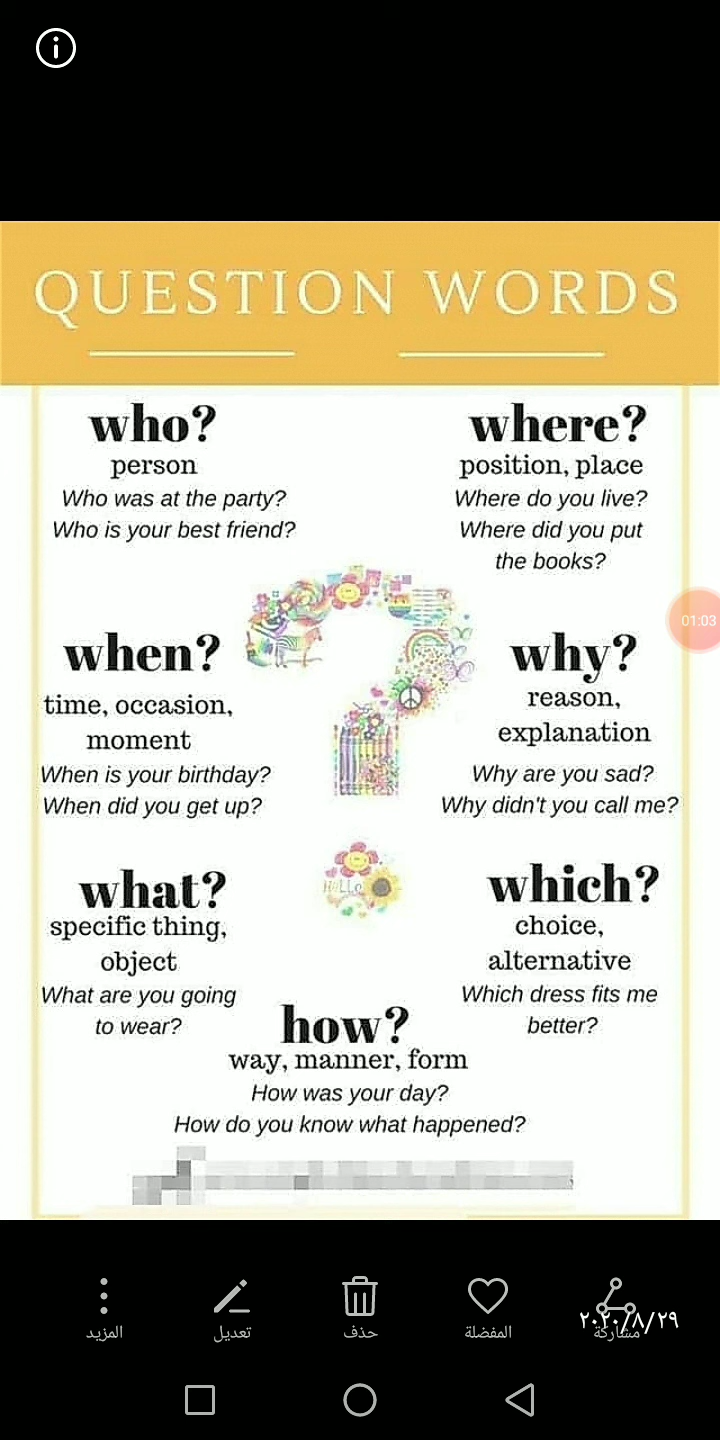 QUESTION WORDS
who?
person
Who was at the party?
Who is your best friend?
where?
position, place
Where do you live?
Where did you put
the books?
01:03
when?
time, occasion,
moment
When is your birthday?
When did you get up?
why?
reason,
explanation
Why are you sad?
Why didn't you call me?
HeLLo
what?
specific thing,
object
What are you going
to wear?
which?
choice,
alternative
Which dress fits me
better?
how?
way, manner, form
How was your day?
How do you know what happened?
٢٠٢٠/٨/٢٩
المزيد
تعديل
حذف
المفضلة
مشاركة